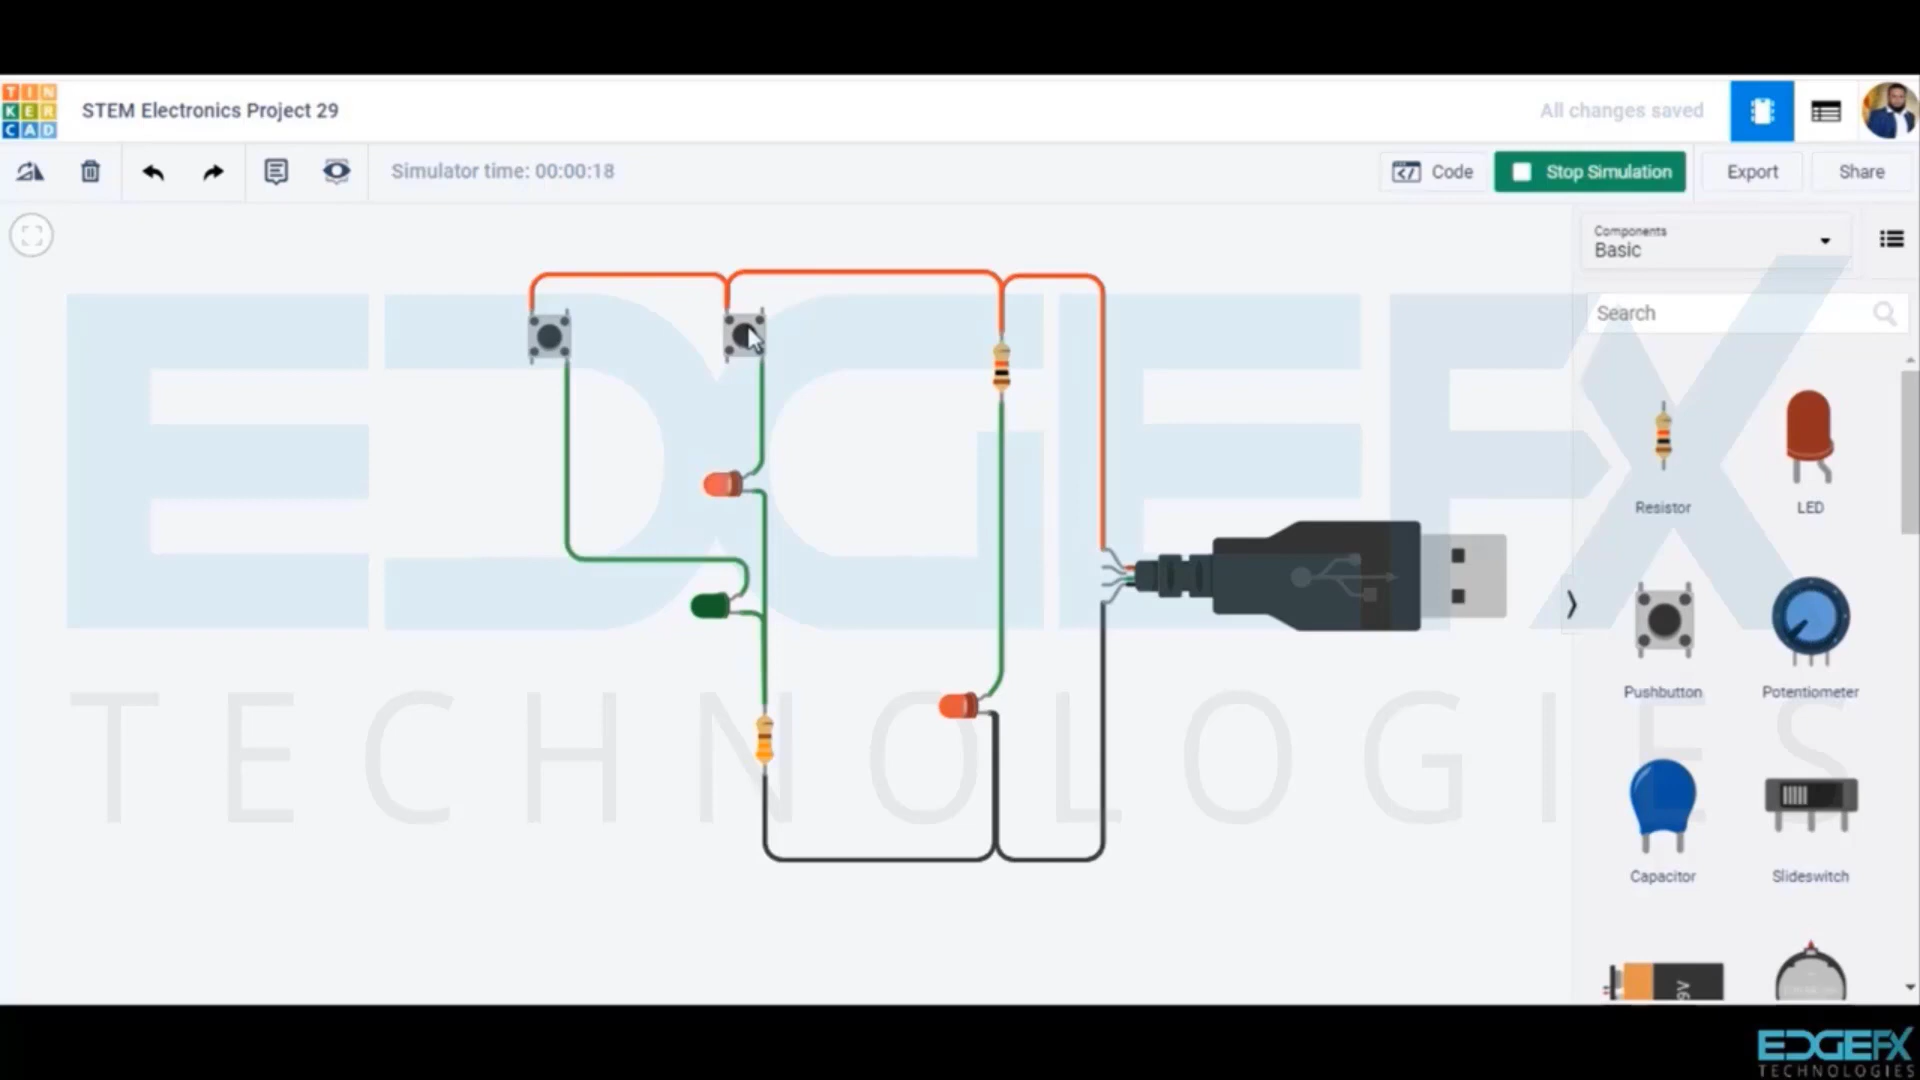 TIN
KER
CAD
STEM Electronics Project 29
All changes saved
Simulator time: 00:00:18
Code
Stop Simulation
Export
Share
Components
Basic
Search
Resistor
LED
Pushbutton
Potentiometer
Capacitor
Slideswitch
9V
EDGEFX
TECHNOLOGIES
EDGEFX
TECHNOLOGIES